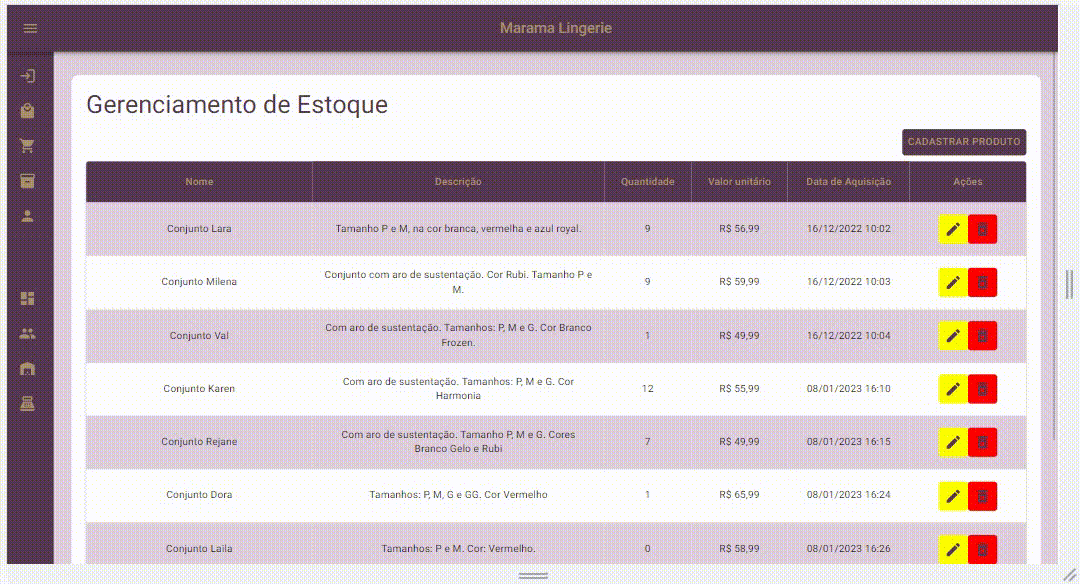 Marama Lingerie
Gerenciamento de Estoque
CADASTRAR PRODUTO
Nome Descrição Quantidade Valor unitário Data de Aquisição Ações
Conjunto Lara Tamanho P e M, na cor branca, vermelha e azul royal. 9 R$ 56,99 16/12/2022 10:02
Conjunto Milena Conjunto com aro de sustentação. Cor Rubi. Tamanho P e 9 R$ 59,99 16/12/2022 10:03
M.
Conjunto Val Com aro de sustentação. Tamanhos: P, M e G. Cor Branco 1 R$ 49,99 16/12/2022 10:04
Frozen.
Conjunto Karen Com aro de sustentação. Tamanhos: P, M e G. Cor 12 R$ 55,99 08/01/2023 16:10
Harmonia
Conjunto Rejane Com aro de sustentação. Tamanho P, M e G. Cores 7 R$ 49,99 08/01/2023 16:15
Branco Gelo e Rubi
Conjunto Dora Tamanhos: P, M, G e GG. Cor Vermelho 1 R$ 65,99 08/01/2023 16:24
Conjunto Laila Tamanhos: P e M. Cor: Vermelho. 0 R$ 58,99 08/01/2023 16:26